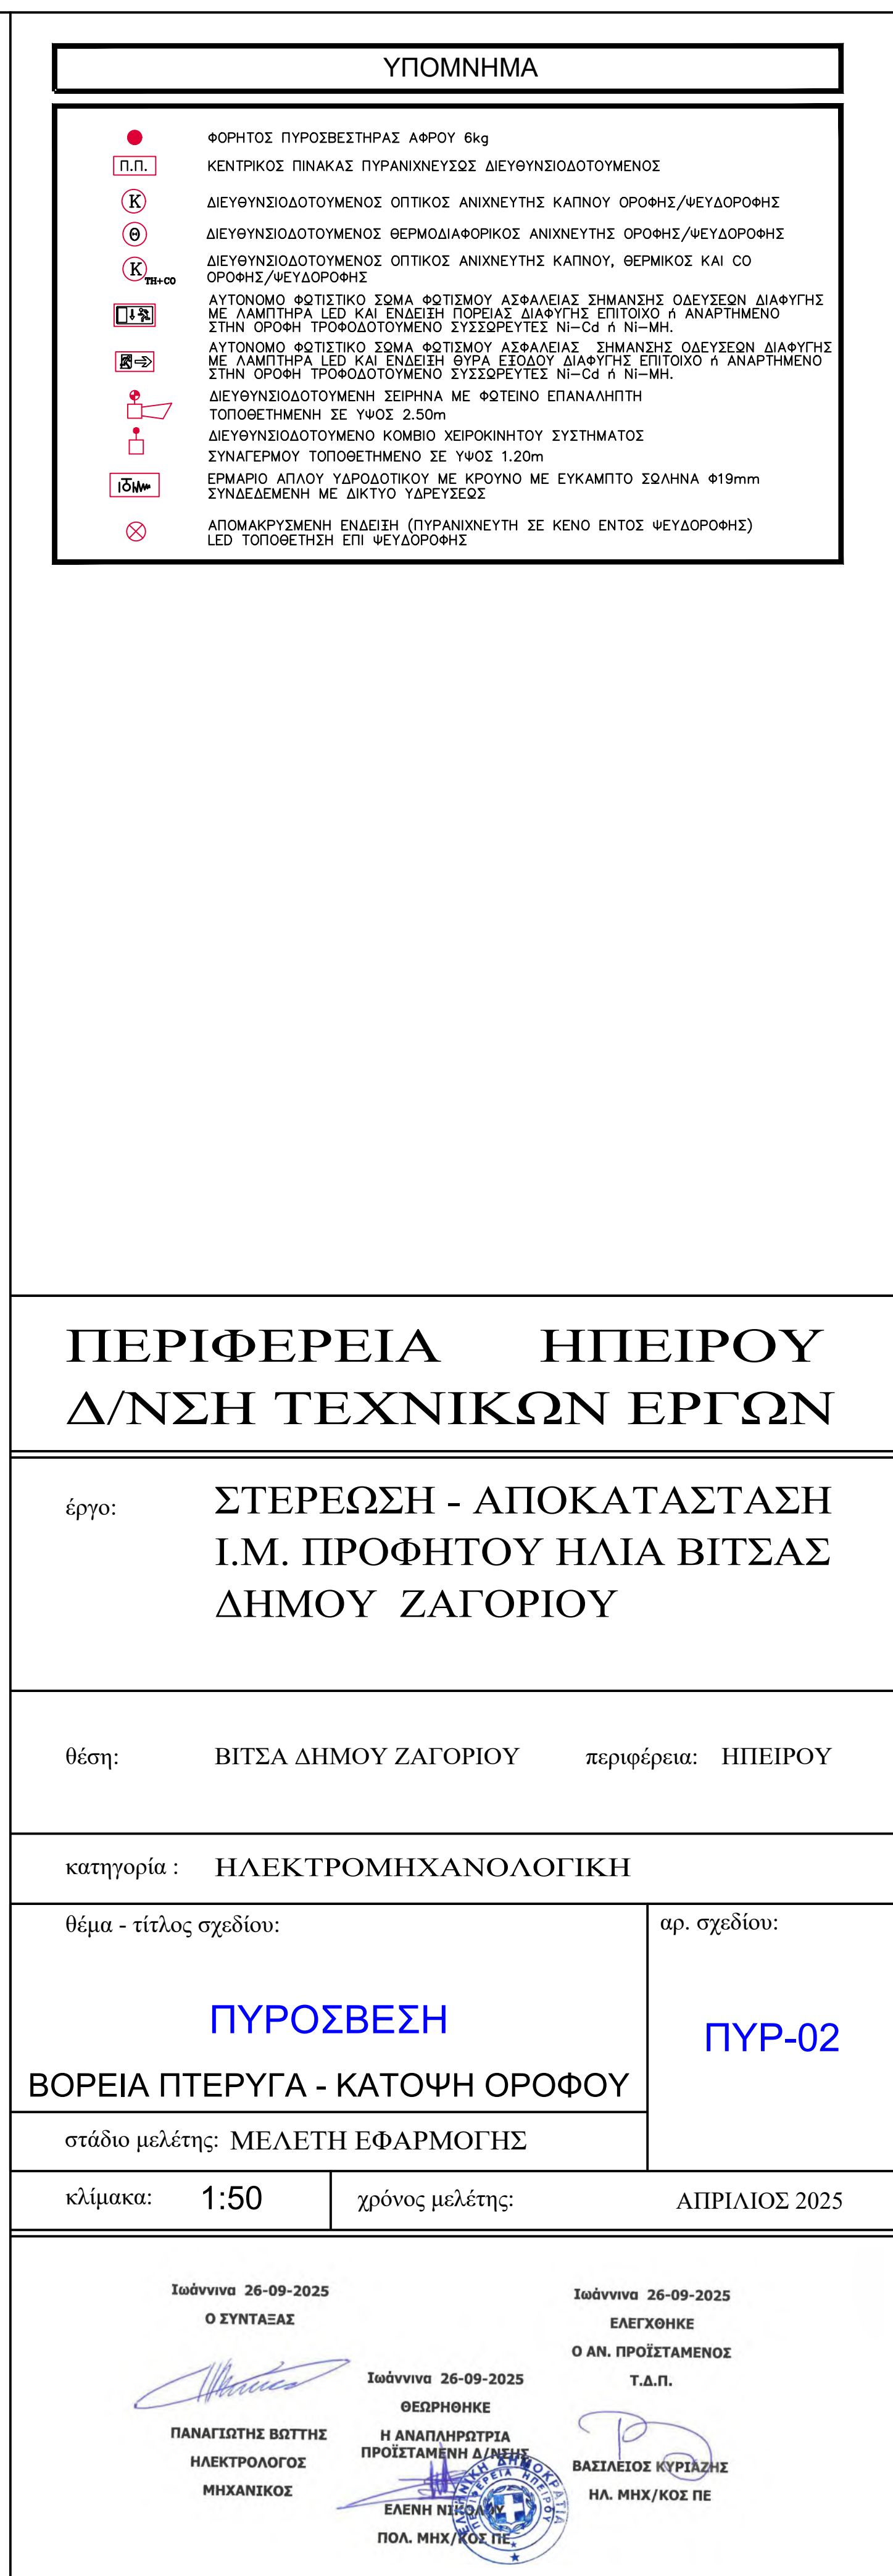 ΥΠΟΜΝΗΜΑ
ΦΟΡΗΤΟΣ ΠΥΡΟΣΒΕΣΤΗΡΑΣ ΑΦΡΟΥ 6kg
Π.Π. ΚΕΝΤΡΙΚΟΣ ΠΙΝΑΚΑΣ ΠΥΡΑΝΙΧΝΕΥΣΩΣ ΔΙΕΥΘΥΝΣΙΟΔΟΤΟΥΜΕΝΟΣ
Κ ΔΙΕΥΘΥΝΣΙΟΔΟΤΟΥΜΕΝΟΣ ΟΠΤΙΚΟΣ ΑΝΙΧΝΕΥΤΗΣ ΚΑΠΝΟΥ ΟΡΟΦΗΣ/ΨΕΥΔΟΡΟΦΗΣ
Θ ΔΙΕΥΘΥΝΣΙΟΔΟΤΟΥΜΕΝΟΣ ΘΕΡΜΟΔΙΑΦΟΡΙΚΟΣ ΑΝΙΧΝΕΥΤΗΣ ΟΡΟΦΗΣ/ΨΕΥΔΟΡΟΦΗΣ
Κ TH+CO ΔΙΕΥΘΥΝΣΙΟΔΟΤΟΥΜΕΝΟΣ ΟΠΤΙΚΟΣ ΑΝΙΧΝΕΥΤΗΣ ΚΑΠΝΟΥ, ΘΕΡΜΙΚΟΣ ΚΑΙ CO
ΟΡΟΦΗΣ/ΨΕΥΔΟΡΟΦΗΣ
ΑΥΤΟΝΟΜΟ ΦΩΤΙΣΤΙΚΟ ΣΩΜΑ ΦΩΤΙΣΜΟΥ ΑΣΦΑΛΕΙΑΣ ΣΗΜΑΝΣΗΣ ΟΔΕΥΣΕΩΝ ΔΙΑΦΥΓΗΣ
ΜΕ ΛΑΜΠΤΗΡΑ LED ΚΑΙ ΕΝΔΕΙΞΗ ΠΟΡΕΙΑΣ ΔΙΑΦΥΓΗΣ ΕΠΙΤΟΙΧΟ ή ΑΝΑΡΤΗΜΕΝΟ
ΣΤΗΝ ΟΡΟΦΗ ΤΡΟΦΟΔΟΤΟΥΜΕΝΟ ΣΥΣΣΩΡΕΥΤΕΣ Ni-Cd ή Ni-MH.
ΑΥΤΟΝΟΜΟ ΦΩΤΙΣΤΙΚΟ ΣΩΜΑ ΦΩΤΙΣΜΟΥ ΑΣΦΑΛΕΙΑΣ ΣΗΜΑΝΣΗΣ ΟΔΕΥΣΕΩΝ ΔΙΑΦΥΓΗΣ
ΜΕ ΛΑΜΠΤΗΡΑ LED ΚΑΙ ΕΝΔΕΙΞΗ ΘΥΡΑ ΕΞΟΔΟΥ ΔΙΑΦΥΓΗΣ ΕΠΙΤΟΙΧΟ ή ΑΝΑΡΤΗΜΕΝΟ
ΣΤΗΝ ΟΡΟΦΗ ΤΡΟΦΟΔΟΤΟΥΜΕΝΟ ΣΥΣΣΩΡΕΥΤΕΣ Ni-Cd ή Ni-MH.
ΔΙΕΥΘΥΝΣΙΟΔΟΤΟΥΜΕΝΗ ΣΕΙΡΗΝΑ ΜΕ ΦΩΤΕΙΝΟ ΕΠΑΝΑΛΗΠΤΗ
ΤΟΠΟΘΕΤΗΜΕΝΗ ΣΕ ΥΨΟΣ 2.50m
ΔΙΕΥΘΥΝΣΙΟΔΟΤΟΥΜΕΝΟ ΚΟΜΒΙΟ ΧΕΙΡΟΚΙΝΗΤΟΥ ΣΥΣΤΗΜΑΤΟΣ
ΣΥΝΑΓΕΡΜΟΥ ΤΟΠΟΘΕΤΗΜΕΝΟ ΣΕ ΥΨΟΣ 1.20m
ΕΡΜΑΡΙΟ ΑΠΛΟΥ ΥΔΡΟΔΟΤΙΚΟΥ ΜΕ ΚΡΟΥΝΟ ΜΕ ΕΥΚΑΜΠΤΟ ΣΩΛΗΝΑ Φ19mm
ΣΥΝΔΕΔΕΜΕΝΗ ΜΕ ΔΙΚΤΥΟ ΥΔΡΕΥΣΕΩΣ
ΑΠΟΜΑΚΡΥΣΜΕΝΗ ΕΝΔΕΙΞΗ (ΠΥΡΑΝΙΧΝΕΥΤΗ ΣΕ ΚΕΝΟ ΕΝΤΟΣ ΨΕΥΔΟΡΟΦΗΣ)
LED ΤΟΠΟΘΕΤΗΣΗ ΕΠΙ ΨΕΥΔΟΡΟΦΗΣ
ΠΕΡΙΦΕΡΕΙΑ ΗΠΕΙΡΟΥ
Δ/ΝΣΗ ΤΕΧΝΙΚΩΝ ΕΡΓΩΝ
έργο: ΣΤΕΡΕΩΣΗ - ΑΠΟΚΑΤΑΣΤΑΣΗ
Ι.Μ. ΠΡΟΦΗΤΟΥ ΗΛΙΑ ΒΙΤΣΑΣ
ΔΗΜΟΥ ΖΑΓΟΡΙΟΥ
θέση: ΒΙΤΣΑ ΔΗΜΟΥ ΖΑΓΟΡΙΟΥ περιφέρεια: ΗΠΕΙΡΟΥ
κατηγορία : ΗΛΕΚΤΡΟΜΗΧΑΝΟΛΟΓΙΚΗ
θέμα - τίτλος σχεδίου: αρ. σχεδίου:
ΠΥΡΟΣΒΕΣΗ
ΠΥΡ-02
ΒΟΡΕΙΑ ΠΤΕΡΥΓΑ - ΚΑΤΟΨΗ ΟΡΟΦΟΥ
στάδιο μελέτης: ΜΕΛΕΤΗ ΕΦΑΡΜΟΓΗΣ
κλίμακα: 1:50 χρόνος μελέτης: ΑΠΡΙΛΙΟΣ 2025
Ιωάννινα 26-09-2025
Ο ΣΥΝΤΑΞΑΣ
ΠΑΝΑΓΙΩΤΗΣ ΒΩΤΤΗΣ
ΗΛΕΚΤΡΟΛΟΓΟΣ
ΜΗΧΑΝΙΚΟΣ
Ιωάννινα 26-09-2025
ΘΕΩΡΗΘΗΚΕ
Η ΑΝΑΠΛΗΡΩΤΡΙΑ
ΠΡΟΪΣΤΑΜΕΝΗ Δ/ΝΣΗΣ
ΕΛΕΝΗ ΝΙΚΟΛΟΥ
ΠΟΛ. ΜΗΧ/ΚΟΣ ΠΕ
ΕΛΛΗΝΙΚΗ ΔΗΜΟΚΡΑΤΙΑ
ΠΕΡΙΦΕΡΕΙΑ ΗΠΕΙΡΟΥ
Ιωάννινα 26-09-2025
ΕΛΕΓΧΘΗΚΕ
Ο ΑΝ. ΠΡΟΪΣΤΑΜΕΝΟΣ
Τ.Δ.Π.
ΒΑΣΙΛΕΙΟΣ ΚΥΡΙΑΖΗΣ
ΗΛ. ΜΗΧ/ΚΟΣ ΠΕ